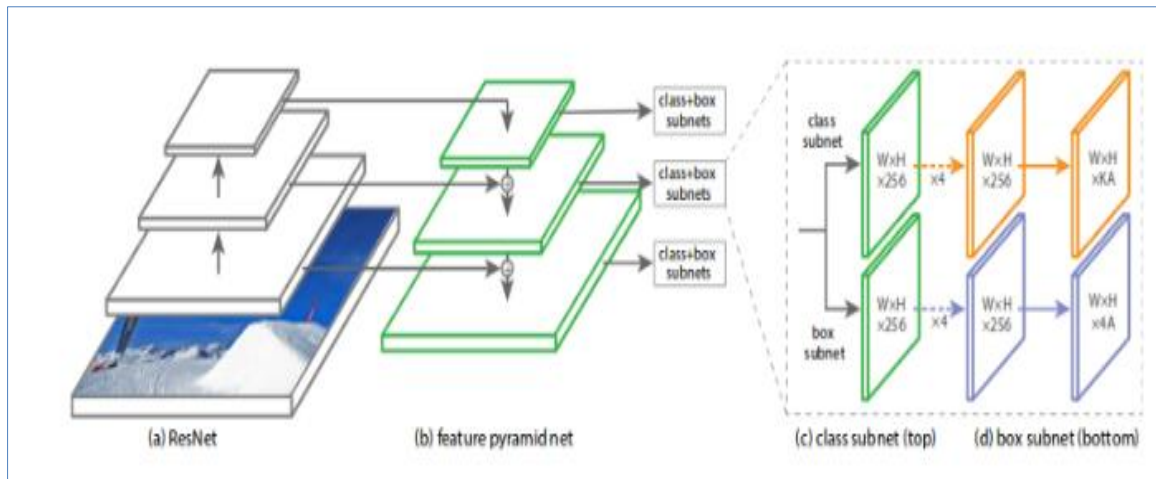 class+box
subnets
class+box
subnets
class+box
subnets
class
subnet
W×H
×256
×4
W×H
×256
W×H
×KA
box
subnet
W×H
×256
×4
W×H
×256
W×H
×4A
(a) ResNet
(b) feature pyramid net
(c) class subnet (top)
(d) box subnet (bottom)